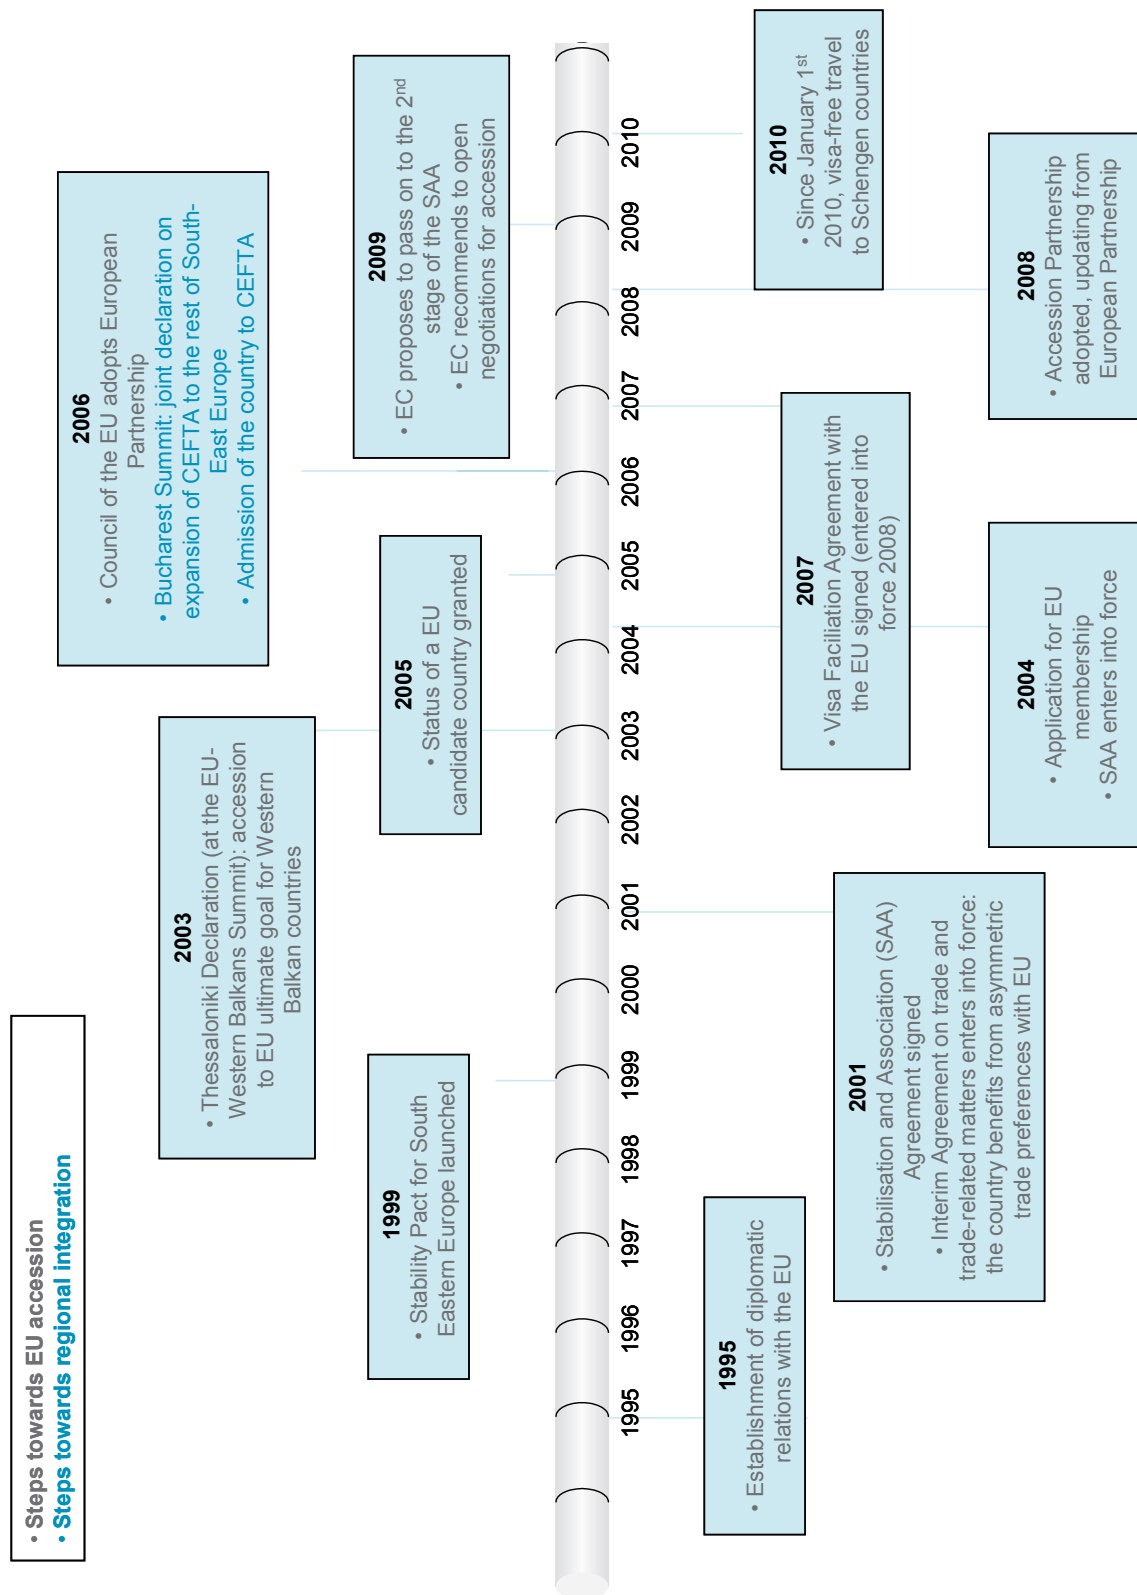 • Steps towards EU accession
• Steps towards regional integration
2006
• Council of the EU adopts European
Partnership
• Bucharest Summit: joint declaration on
expansion of CEFTA to the rest of South-
East Europe
• Admission of the country to CEFTA
2003
• Thessaloniki Declaration (at the EU-
Western Balkans Summit): accession
to EU ultimate goal for Western
Balkan countries
1999
• Stability Pact for South
Eastern Europe launched
2005
• Status of a EU
candidate country granted
2009
• EC proposes to pass on to the 2nd
stage of the SAA
• EC recommends to open
negotiations for accession
1995
1996
1997
1998
1999
2000
2001
2002
2003
2004
2005
2006
2007
2008
2009
2010
1995
• Establishment of diplomatic
relations with the EU
2001
• Stabilisation and Association (SAA)
Agreement signed
• Interim Agreement on trade and
trade-related matters enters into force:
the country benefits from asymmetric
trade preferences with EU
2007
• Visa Faciliation Agreement with
the EU signed (entered into
force 2008)
2010
• Since January 1st
2010, visa-free travel
to Schengen countries
2004
• Application for EU
membership
• SAA enters into force
2008
• Accession Partnership
adopted, updating from
European Partnership